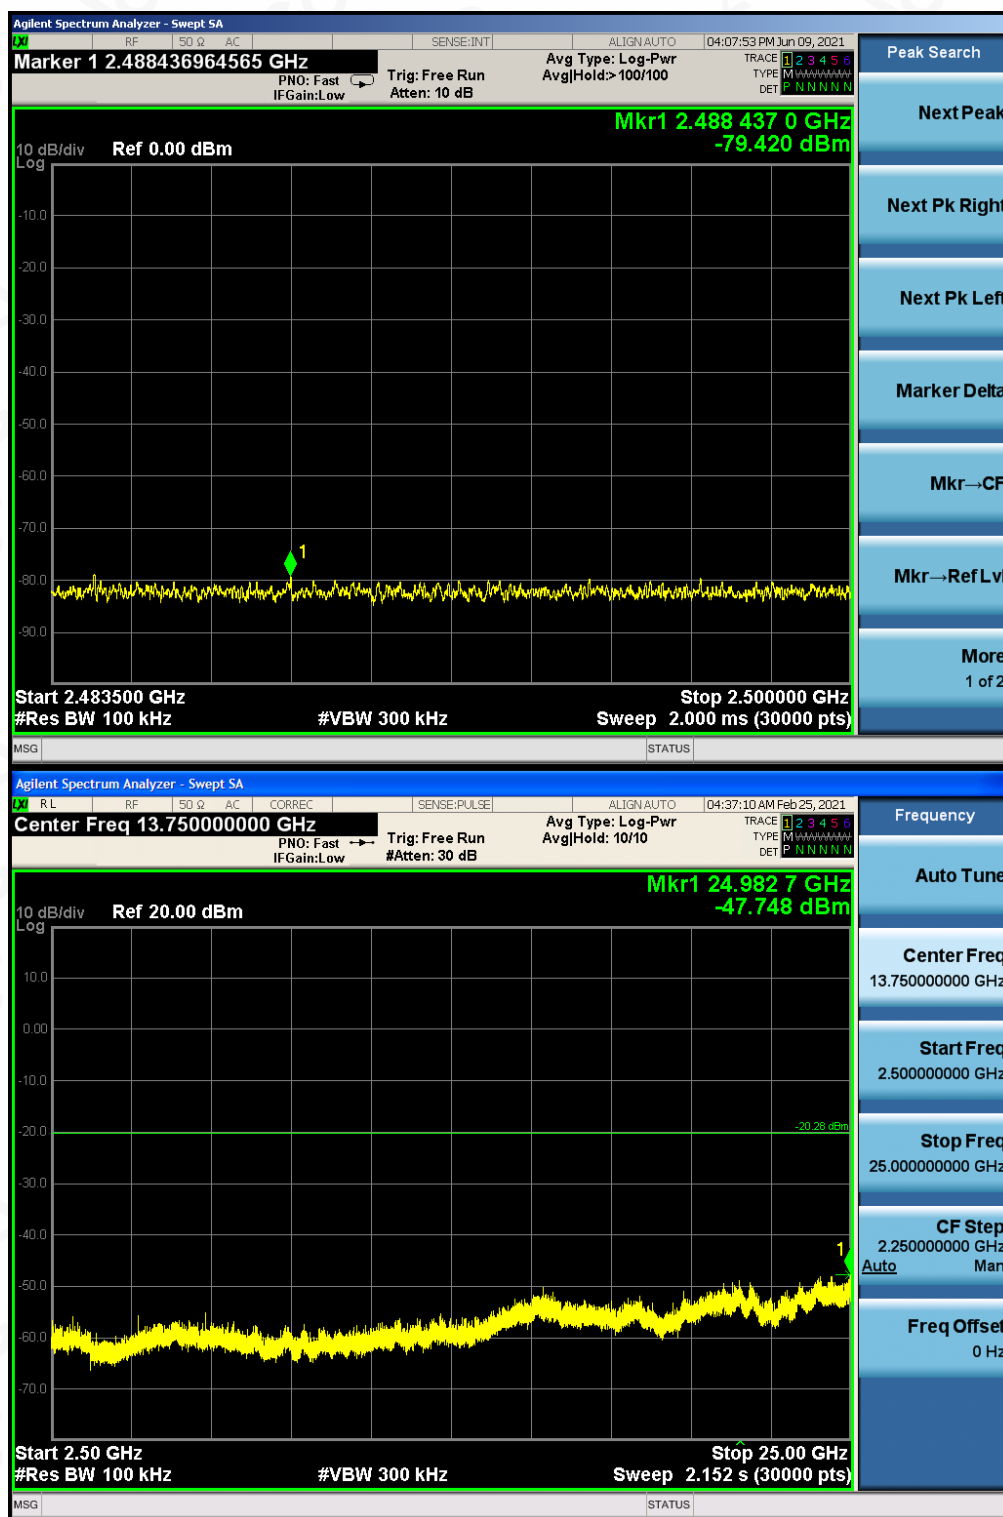 Agilent Spectrum Analyzer - Swept SA
LXI RF 50 Ω AC SENSE:INT ALIGN AUTO 04:07:53 PM Jun 09, 2021
Marker 1 2.488436964565 GHz
PNO: Fast
IFGain:Low
Trig: Free Run
Atten: 10 dB
Avg Type: Log-Pwr
Avg|Hold:> 100/100
TRACE 1 2 3 4 5 6
TYPE M WWWWW
DET P N N N N N
Peak Search
Next Peak
Next Pk Right
Next Pk Left
Marker Delta
Mkr→CF
Mkr→Ref Lvl
More
1 of 2
Mkr1 2.488 437 0 GHz
-79.420 dBm
10 dB/div Ref 0.00 dBm
Log
-10.0
-20.0
-30.0
-40.0
-50.0
-60.0
-70.0
1
-80.0
-90.0
Start 2.483500 GHz Stop 2.500000 GHz
#Res BW 100 kHz #VBW 300 kHz Sweep 2.000 ms (30000 pts)
MSG STATUS
Agilent Spectrum Analyzer - Swept SA
LXI R L RF 50 Ω AC CORREC SENSE:PULSE ALIGN AUTO 04:37:10 AM Feb 25, 2021
Center Freq 13.750000000 GHz
PNO: Fast
IFGain:Low
Trig: Free Run
#Atten: 30 dB
Avg Type: Log-Pwr
Avg|Hold: 10/10
TRACE 1 2 3 4 5 6
TYPE M WWWWW
DET P N N N N N
Frequency
Auto Tune
Center Freq
13.750000000 GHz
Start Freq
2.500000000 GHz
Stop Freq
25.000000000 GHz
CF Step
2.250000000 GHz
Auto Man
Freq Offset
0 Hz
Mkr1 24.982 7 GHz
-47.748 dBm
10 dB/div Ref 20.00 dBm
Log
10.0
0.00
-10.0
-20.0
-20.28 dBm
-30.0
-40.0
1
-50.0
-60.0
-70.0
Start 2.50 GHz Stop 25.00 GHz
#Res BW 100 kHz #VBW 300 kHz Sweep 2.152 s (30000 pts)
MSG STATUS